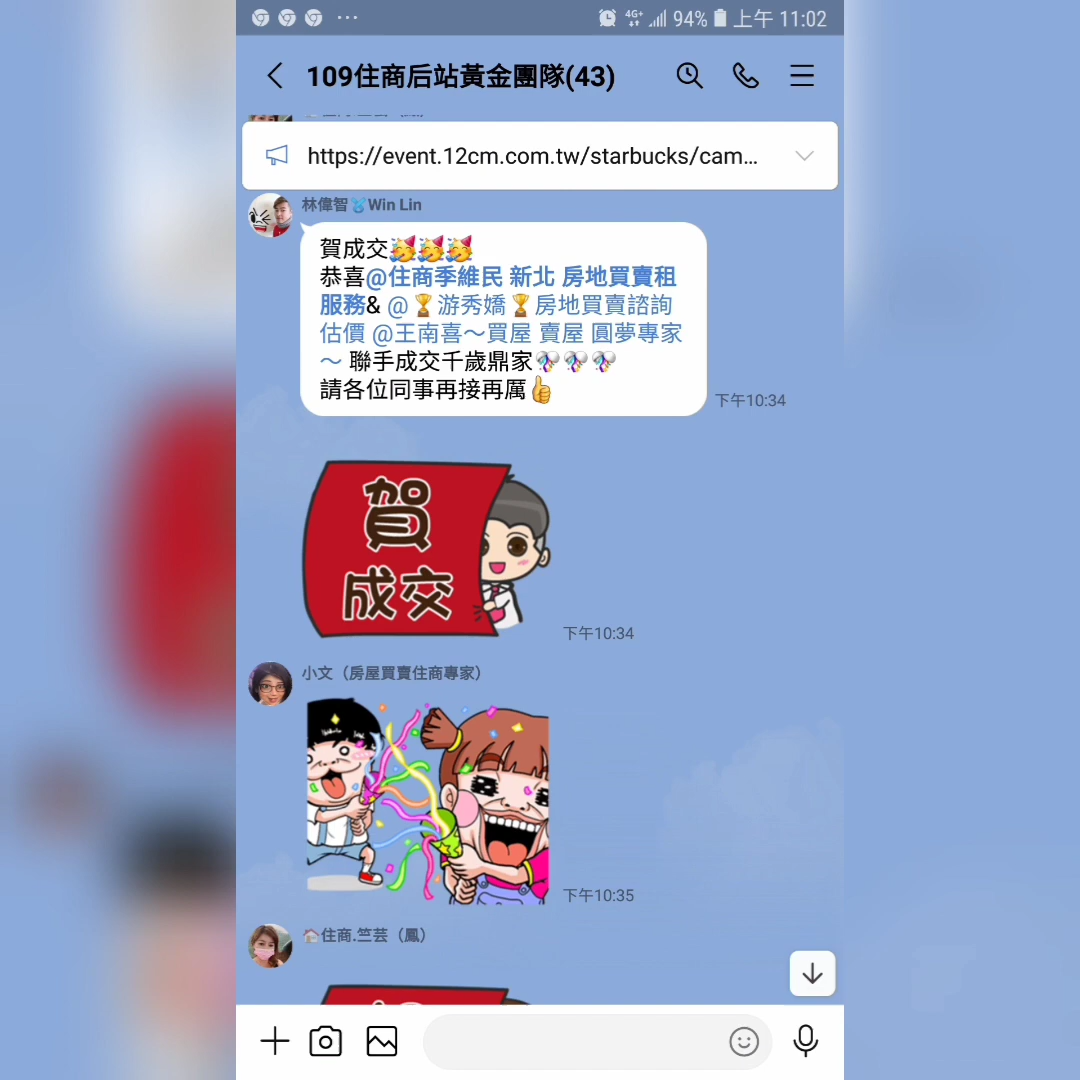 4G+ 94% 上午 11:02
109住商后站黃金團隊(43)
https://event.12cm.com.tw/starbucks/cam...
林偉智🥨Win Lin
賀成交🥳🥳🥳
恭喜@住商季維民 新北 房地買賣租
服務& @🏆游秀嬌🏆房地買賣諮詢
估價 @王南喜～買屋 賣屋 圓夢專家
～ 聯手成交千歲鼎家🎊🎊🎊
請各位同事再接再厲👍
下午10:34
賀
成交
下午10:34
小文（房屋買賣住商專家）
下午10:35
🏠住商.竺芸（鳳）